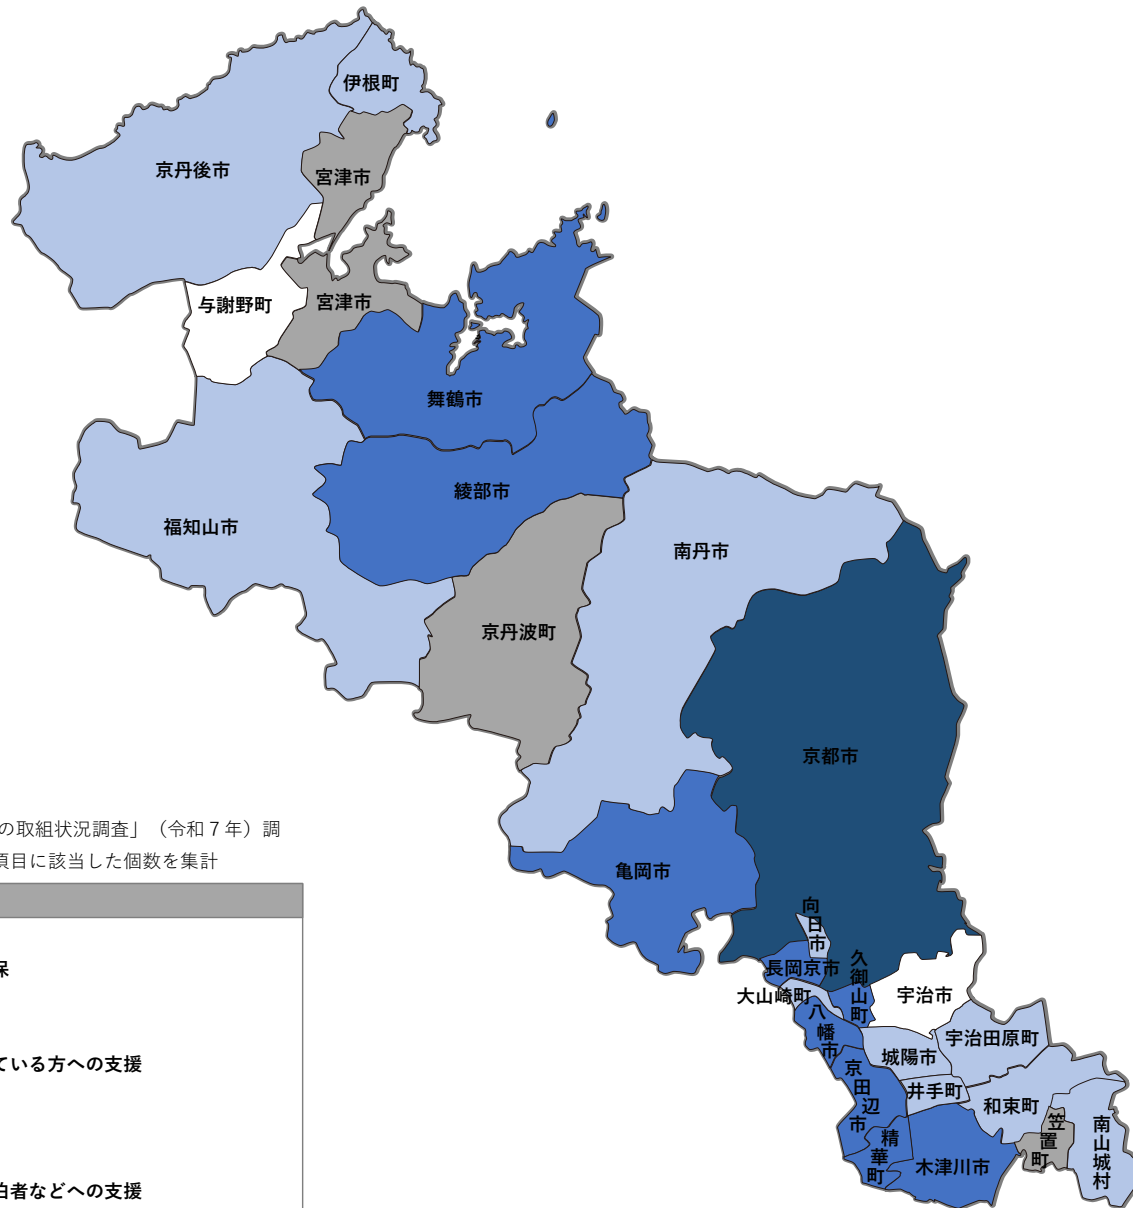 伊根町
京丹後市
宮津市
与謝野町
宮津市
舞鶴市
綾部市
福知山市
南丹市
京丹波町
京都市
の取組状況調査」（令和７年）調
項目に該当した個数を集計
亀岡市
向日市
長岡京市
久御山町
大山崎町
宇治市
八幡市
宇治田原町
城陽市
京田辺市
井手町
和束町
笠置町
南山城村
精華町
木津川市
保
ている方への支援
泊者などへの支援